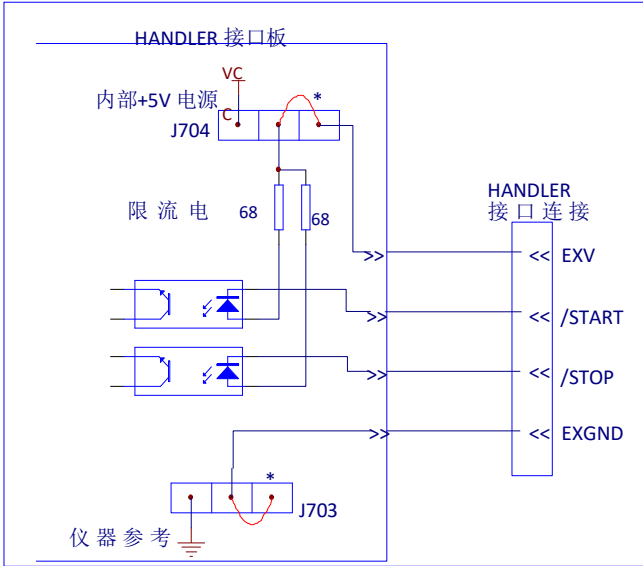 HANDLER 接口板
VC
C
内部+5V 电源
*
J704
限 流 电
68
68
HANDLER
接 口 连 接
>>
<< EXV
>>
<< /START
>>
<< /STOP
>>
<< EXGND
*
J703
仪 器 参 考